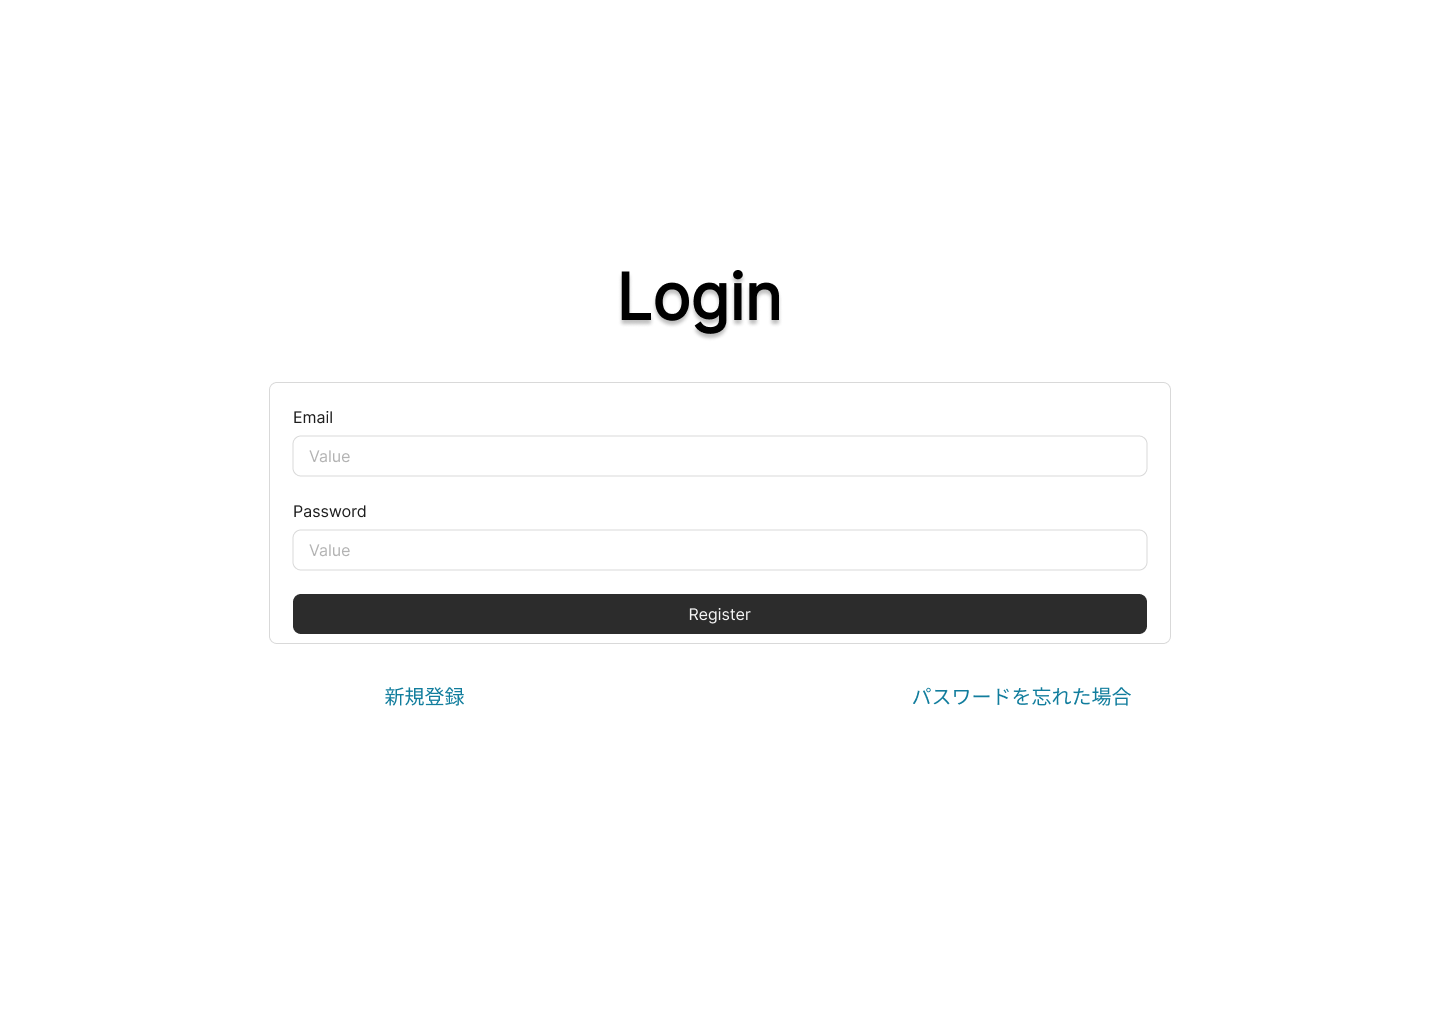 Login
Email
Value
Password
Value
Register
新規登録
パスワードを忘れた場合